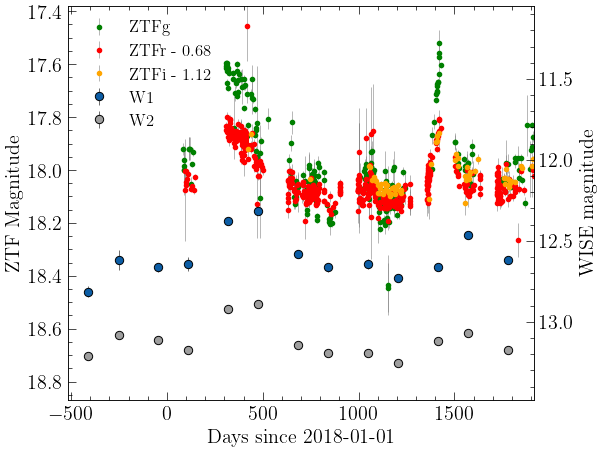 17.4
17.6
17.8
18.0
18.2
18.4
18.6
18.8
ZTF Magnitude
ZTFg
ZTFr - 0.68
ZTFi - 1.12
W1
W2
11.5
12.0
12.5
13.0
WISE magnitude
−500 0 500 1000 1500
Days since 2018-01-01